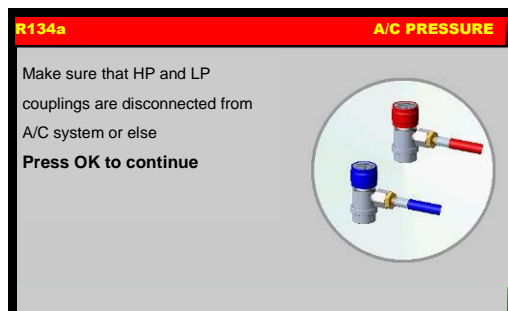 R134a A/C PRESSURE
Make sure that HP and LP
couplings are disconnected from
A/C system or else
Press OK to continue